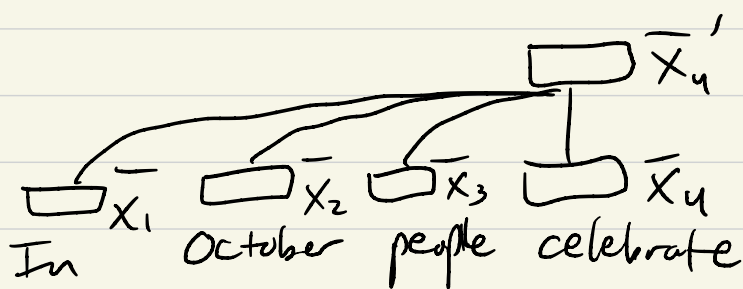 x̄₄′
x̄₁ x̄₂ x̄₃ x̄₄
In October people celebrate